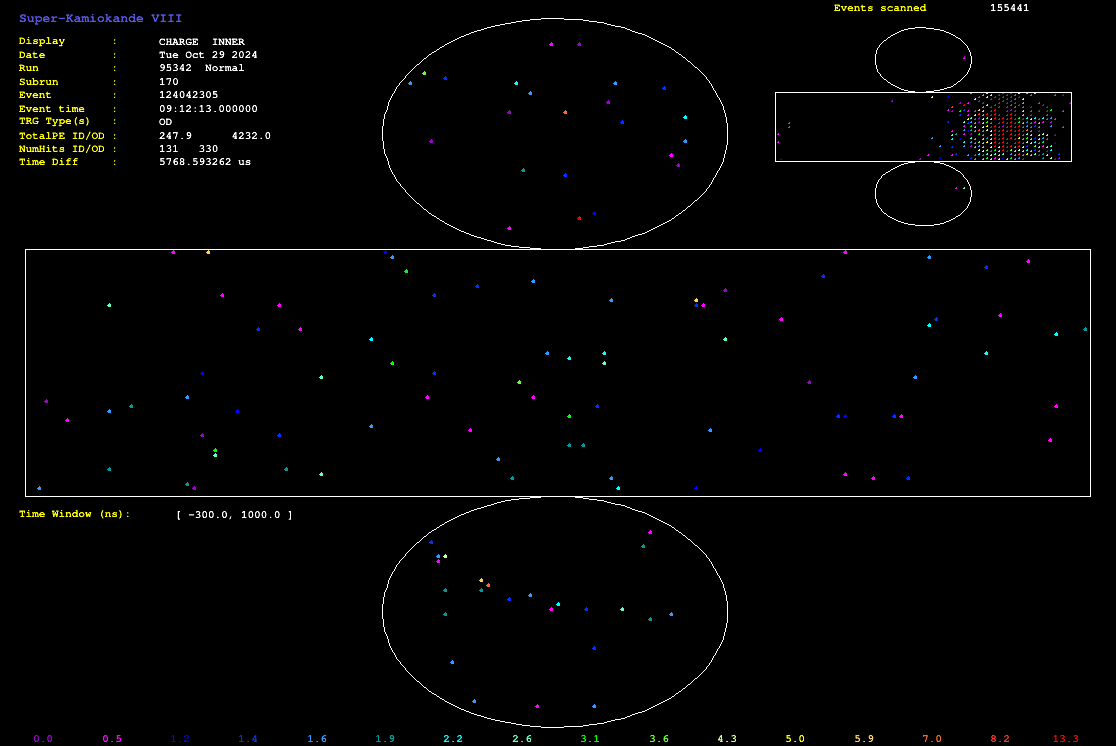 Super-Kamiokande VIII
Events scanned 155441
Display : CHARGE INNER
Date : Tue Oct 29 2024
Run : 95342 Normal
Subrun : 170
Event : 124042305
Event time : 09:12:13.000000
TRG Type(s) : OD
TotalPE ID/OD : 247.9 4232.0
NumHits ID/OD : 131 330
Time Diff : 5768.593262 us
Time Window (ns): [ -300.0, 1000.0 ]
0.0 0.5 1.2 1.4 1.6 1.9 2.2 2.6 3.1 3.6 4.3 5.0 5.9 7.0 8.2 13.3